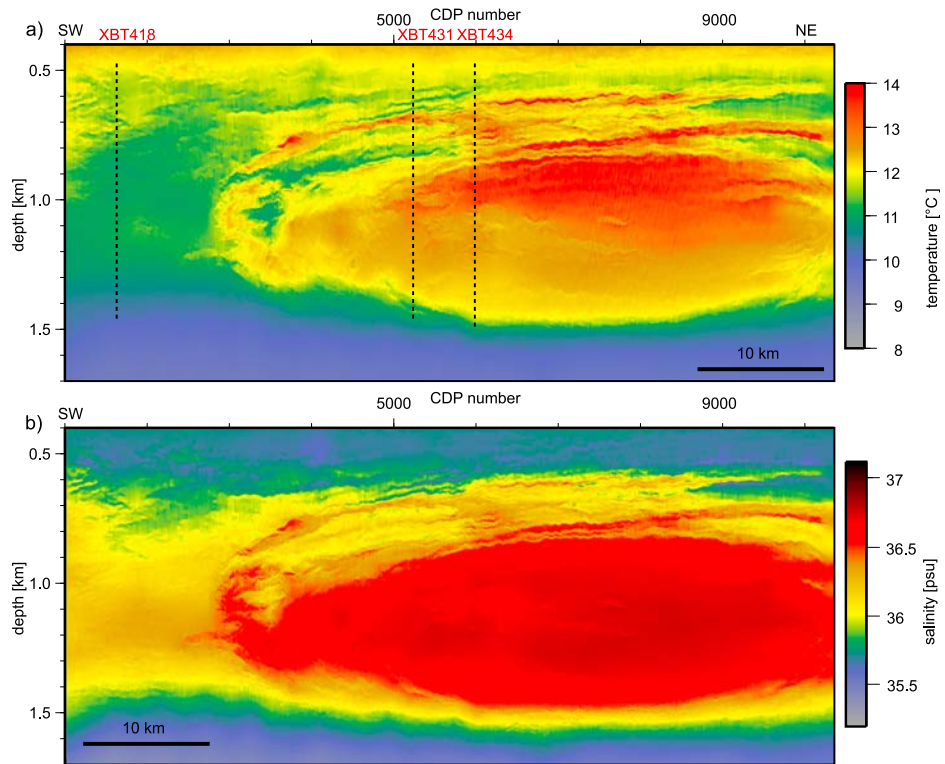 CDP number
a) SW 5000 9000 NE
XBT418 XBT431 XBT434
0.5
1.0
1.5
depth [km]
10 km
14
13
12
11
10
9
8
temperature [°C]
CDP number
b) SW 5000 9000
0.5
1.0
1.5
depth [km]
10 km
37
36.5
36
35.5
salinity [psu]